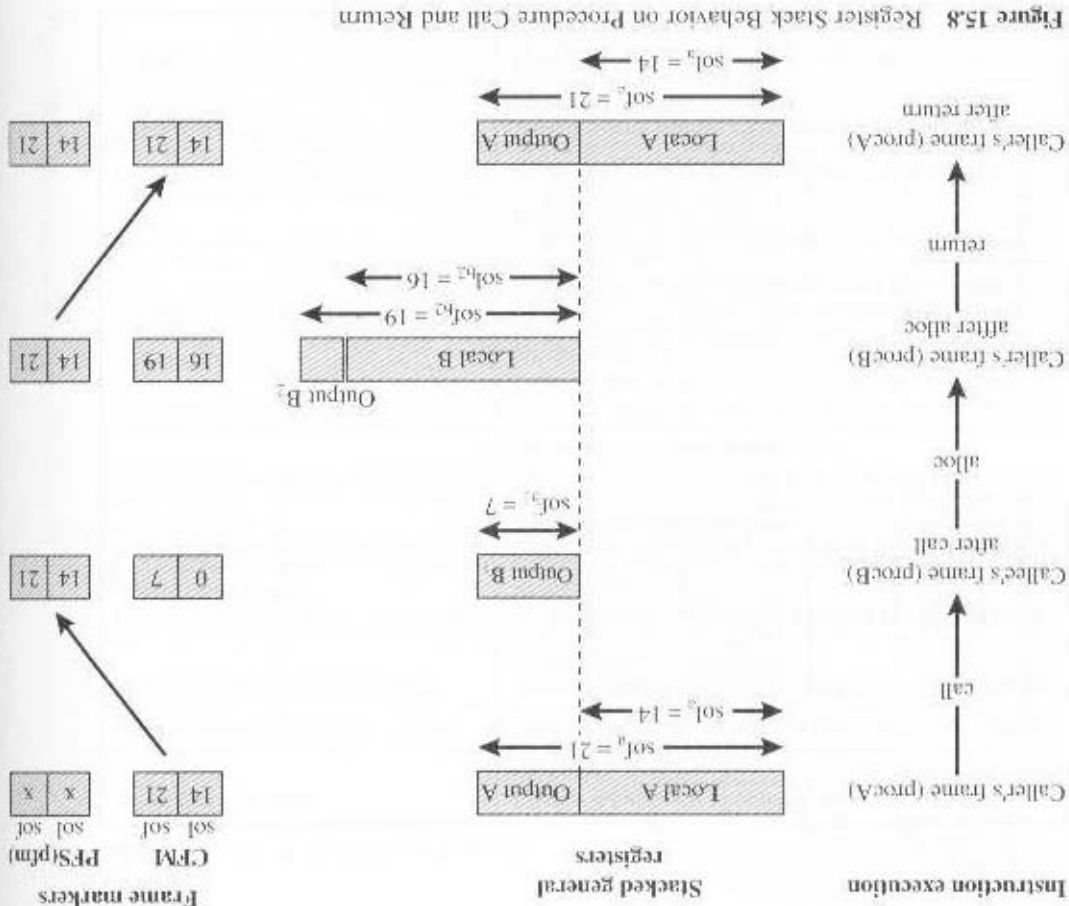 Instruction execution
Stacked general
registers
Frame markers
CFM
PFS(pfm)
sol sof
sol sof
Caller's frame (procA)
Local A
Output A
14 21
x x
sofₐ = 21
solₐ = 14
call
Callee's frame (procB)
after call
Output B₁
0 7
14 21
sof_b1 = 7
alloc
Output B₂
Caller's frame (procB)
affter alloc
Local B
16 19
14 21
sof_b2 = 19
sol_b2 = 16
return
Caller's frame (procA)
after return
Local A
Output A
14 21
14 21
sofₐ = 21
solₐ = 14
Figure 15.8 Register Stack Behavior on Procedure Call and Return